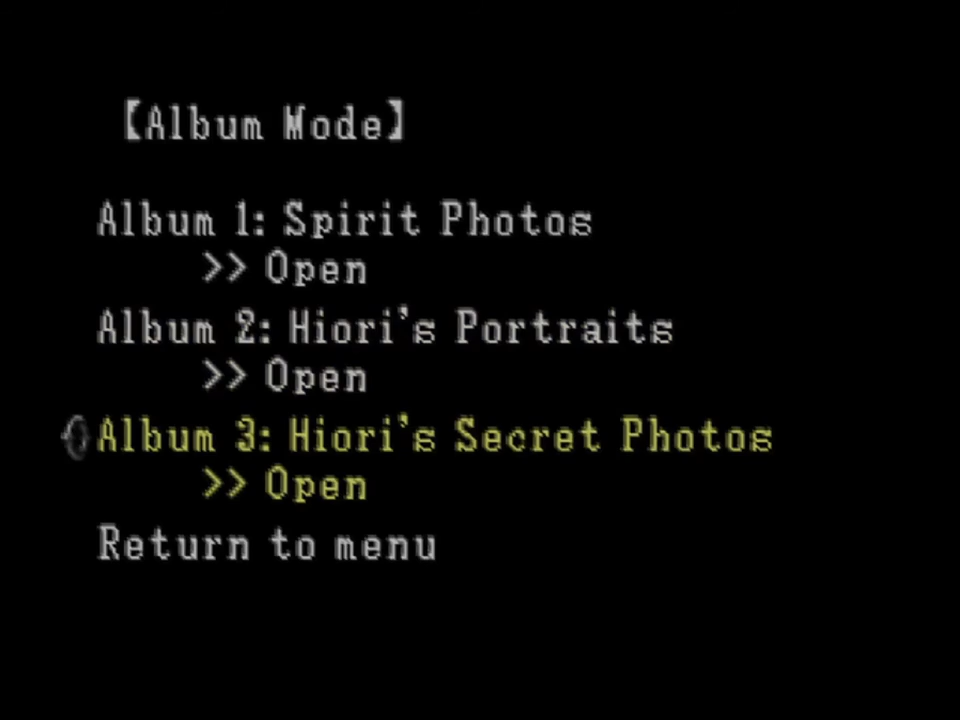 【Album Mode】
Album 1: Spirit Photos
>> Open
Album 2: Hiori's Portraits
>> Open
Album 3: Hiori's Secret Photos
>> Open
Return to menu